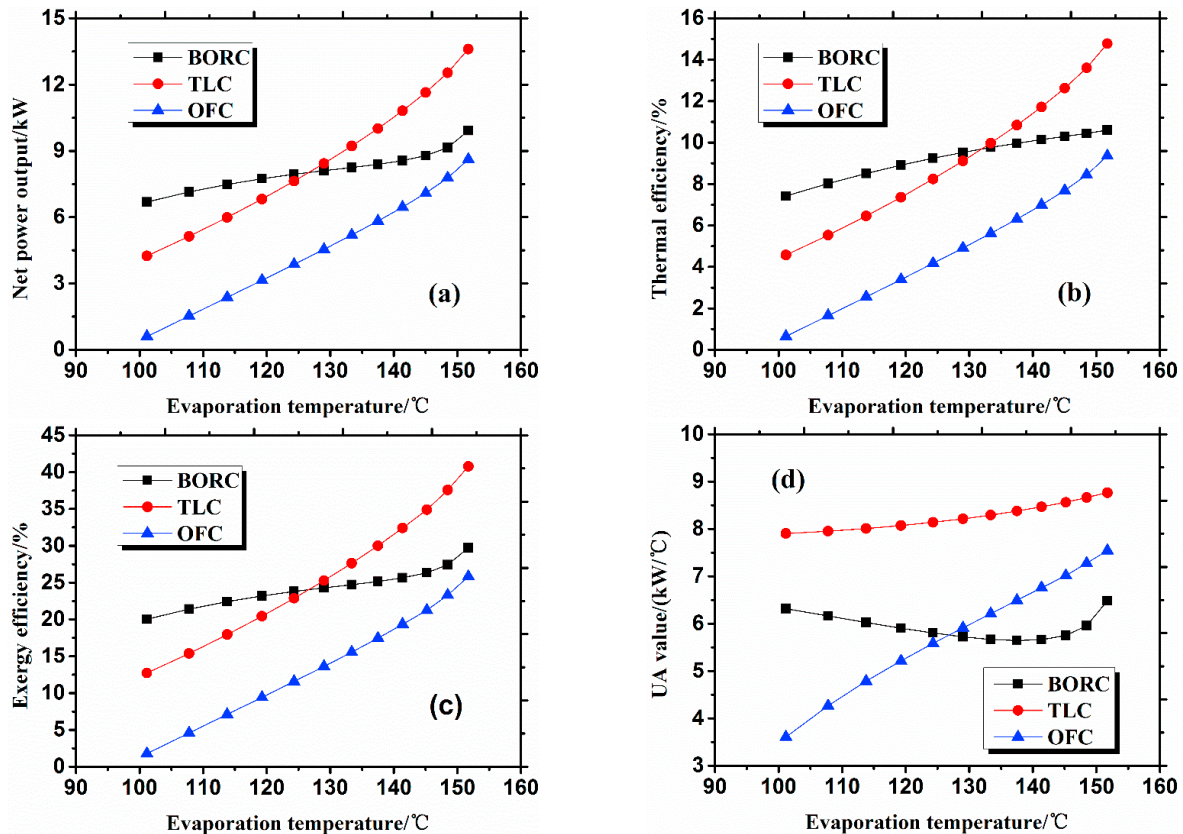 15
12
9
6
3
0
Net power output/kW
BORC
TLC
OFC
(a)
90 100 110 120 130 140 150 160
Evaporation temperature/℃
16
14
12
10
8
6
4
2
0
Thermal efficiency/%
BORC
TLC
OFC
(b)
90 100 110 120 130 140 150 160
Evaporation temperature/℃
45
40
35
30
25
20
15
10
5
0
Exergy efficiency/%
BORC
TLC
OFC
(c)
90 100 110 120 130 140 150 160
Evaporation temperature/℃
10
9
8
7
6
5
4
3
UA value/(kW/℃)
(d)
BORC
TLC
OFC
90 100 110 120 130 140 150 160
Evaporation temperature/℃